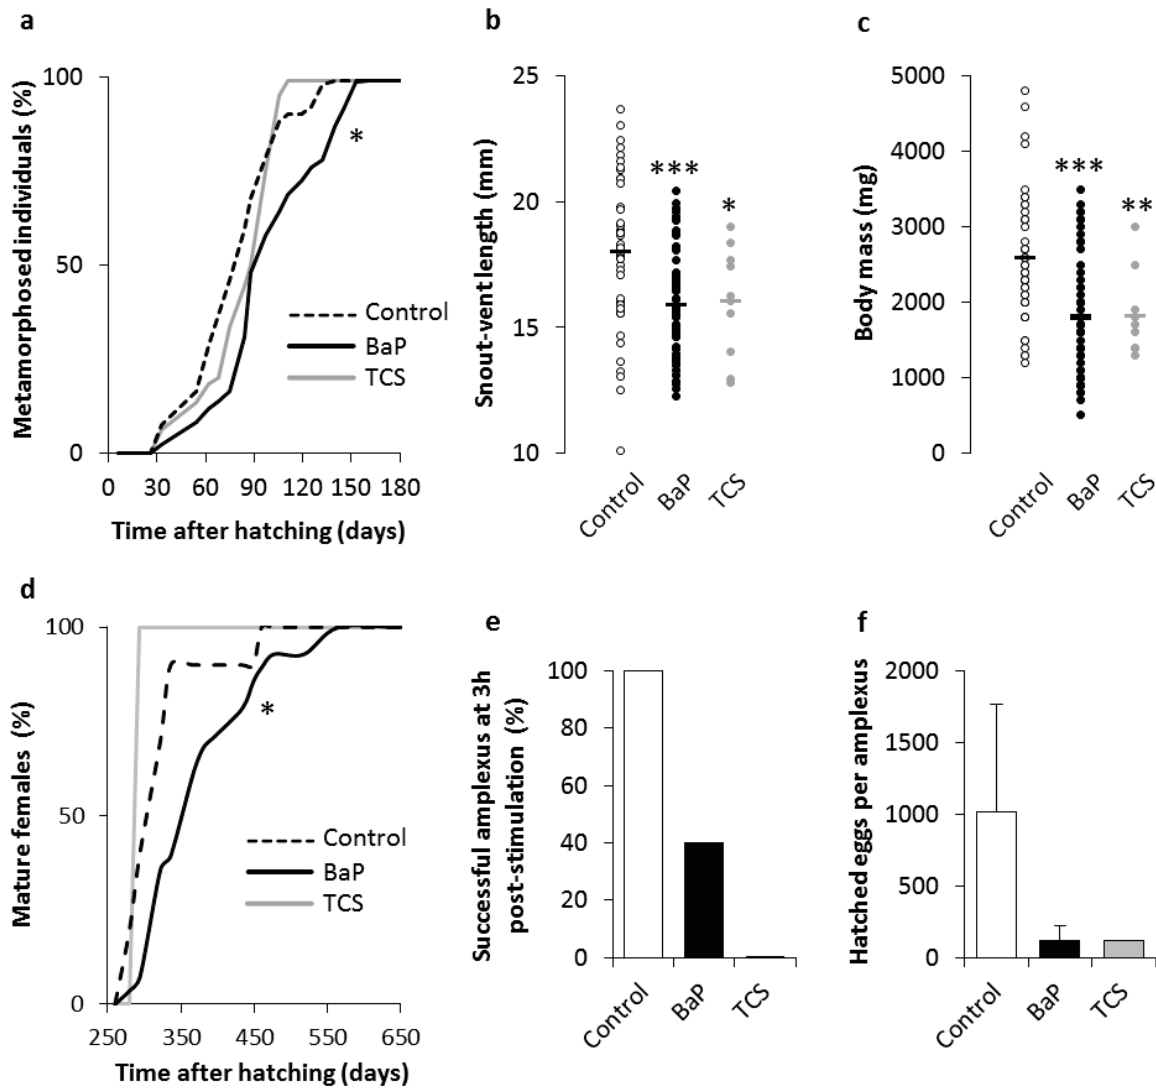 a
Metamorphosed individuals (%)
100
50
0
0 30 60 90 120 150 180
Time after hatching (days)
Control
BaP
TCS
*
b
Snout-vent length (mm)
25
20
15
10
***
*
Control BaP TCS
c
Body mass (mg)
5000
4000
3000
2000
1000
0
***
**
Control BaP TCS
d
Mature females (%)
100
50
0
250 350 450 550 650
Time after hatching (days)
Control
BaP
TCS
*
e
Successful amplexus at 3h
post-stimulation (%)
100
80
60
40
20
0
Control BaP TCS
f
Hatched eggs per amplexus
2000
1500
1000
500
0
Control BaP TCS